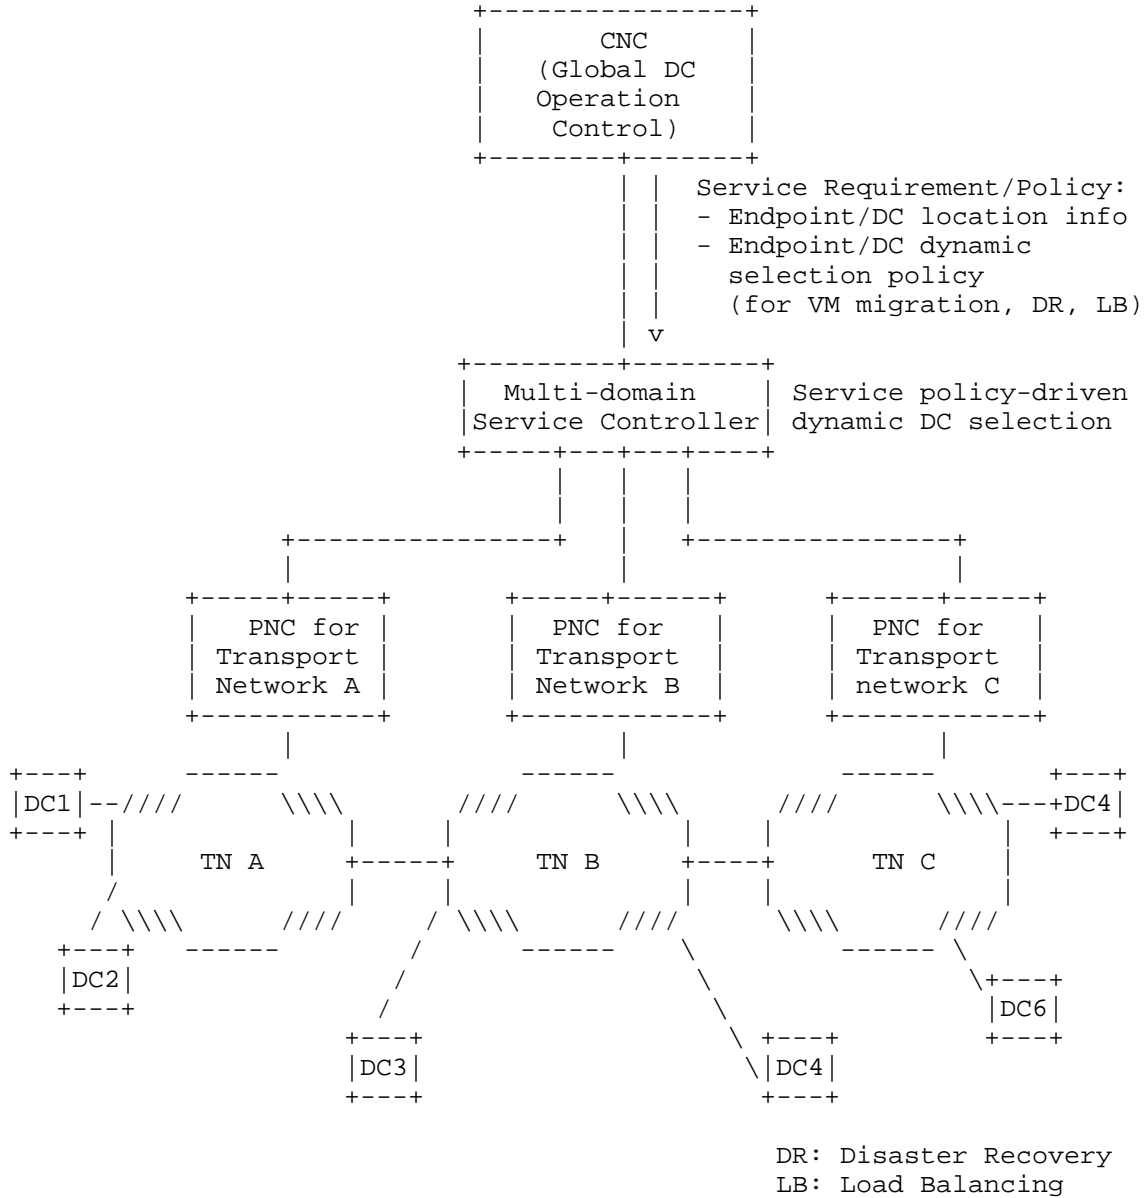 CNC
(Global DC
Operation
Control)
Service Requirement/Policy:
- Endpoint/DC location info
- Endpoint/DC dynamic
selection policy
(for VM migration, DR, LB)
v
Multi-domain
Service Controller
Service policy-driven
dynamic DC selection
PNC for
Transport
Network A
PNC for
Transport
Network B
PNC for
Transport
network C
DC1
DC4
TN A
TN B
TN C
DC2
DC6
DC3
DC4
DR: Disaster Recovery
LB: Load Balancing